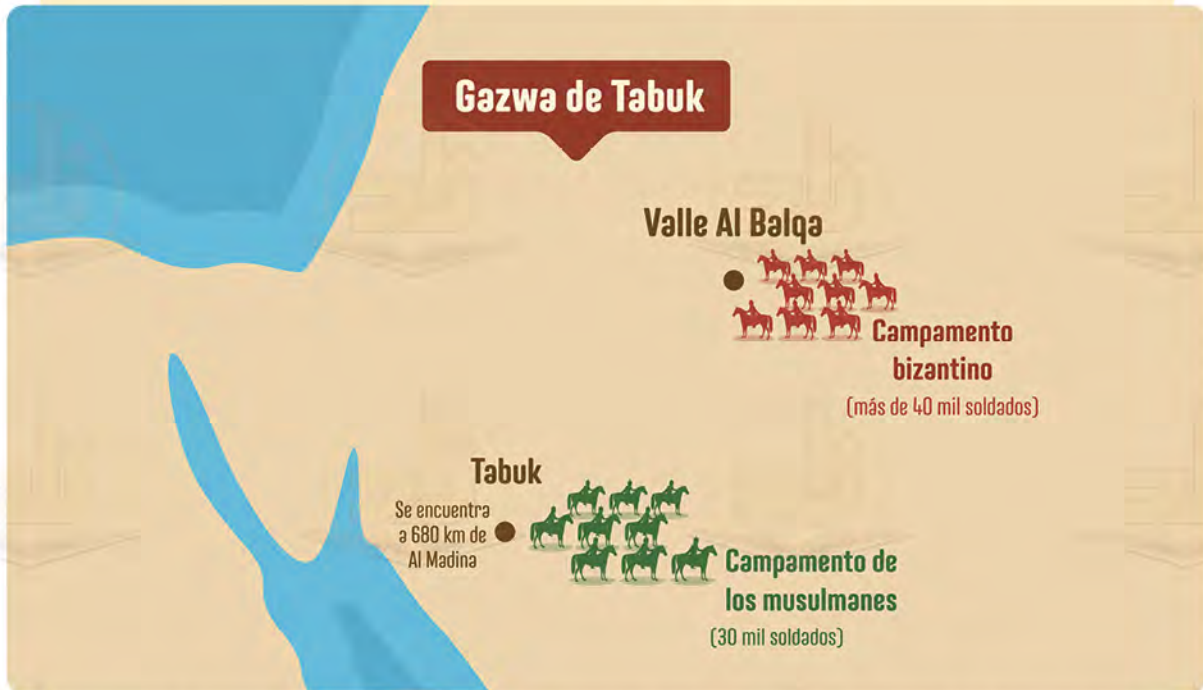 Gazwa de Tabuk
Valle Al Balqa
Campamento
bizantino
(más de 40 mil soldados)
Tabuk
Se encuentra
a 680 km de
Al Madina
Campamento de
los musulmanes
(30 mil soldados)